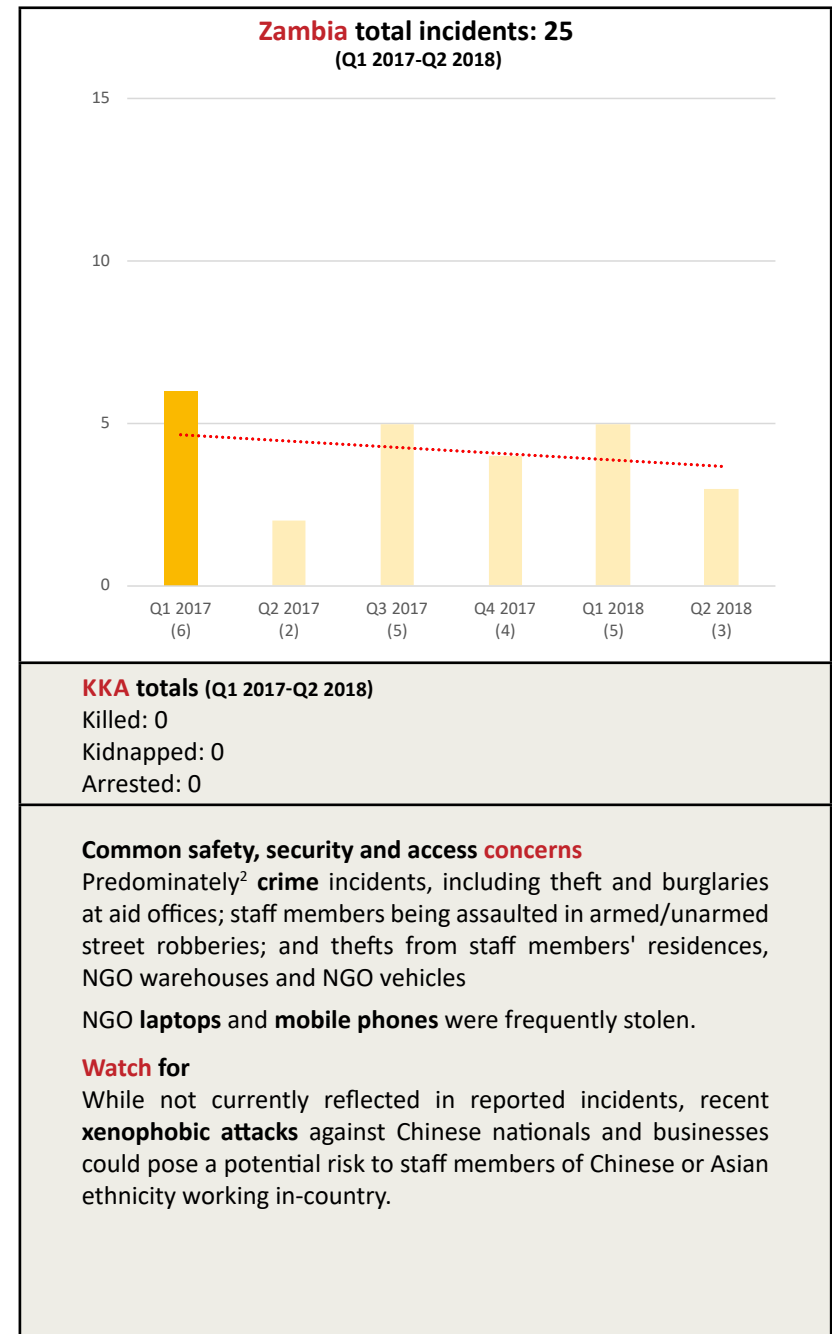 Zambia total incidents: 25
(Q1 2017-Q2 2018)
15
10
5
0
Q1 2017 Q2 2017 Q3 2017 Q4 2017 Q1 2018 Q2 2018
(6) (2) (5) (4) (5) (3)
KKA totals (Q1 2017-Q2 2018)
Killed: 0
Kidnapped: 0
Arrested: 0
Common safety, security and access concerns
Predominately² crime incidents, including theft and burglaries
at aid offices; staff members being assaulted in armed/unarmed
street robberies; and thefts from staff members' residences,
NGO warehouses and NGO vehicles
NGO laptops and mobile phones were frequently stolen.
Watch for
While not currently reflected in reported incidents, recent
xenophobic attacks against Chinese nationals and businesses
could pose a potential risk to staff members of Chinese or Asian
ethnicity working in-country.